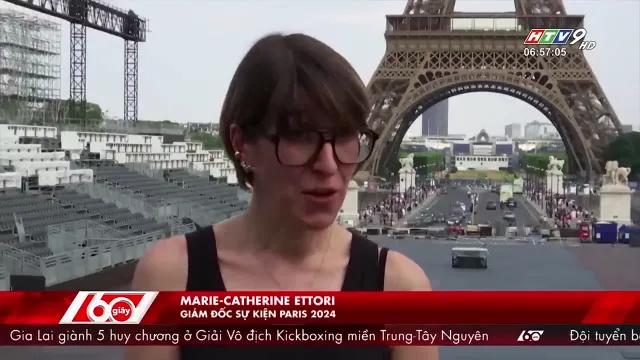 HTV9 HD
06:57:05
60 giây
MARIE-CATHERINE ETTORI
GIÁM ĐỐC SỰ KIỆN PARIS 2024
Gia Lai giành 5 huy chương ở Giải Vô địch Kickboxing miền Trung-Tây Nguyên 60 Đội tuyển b